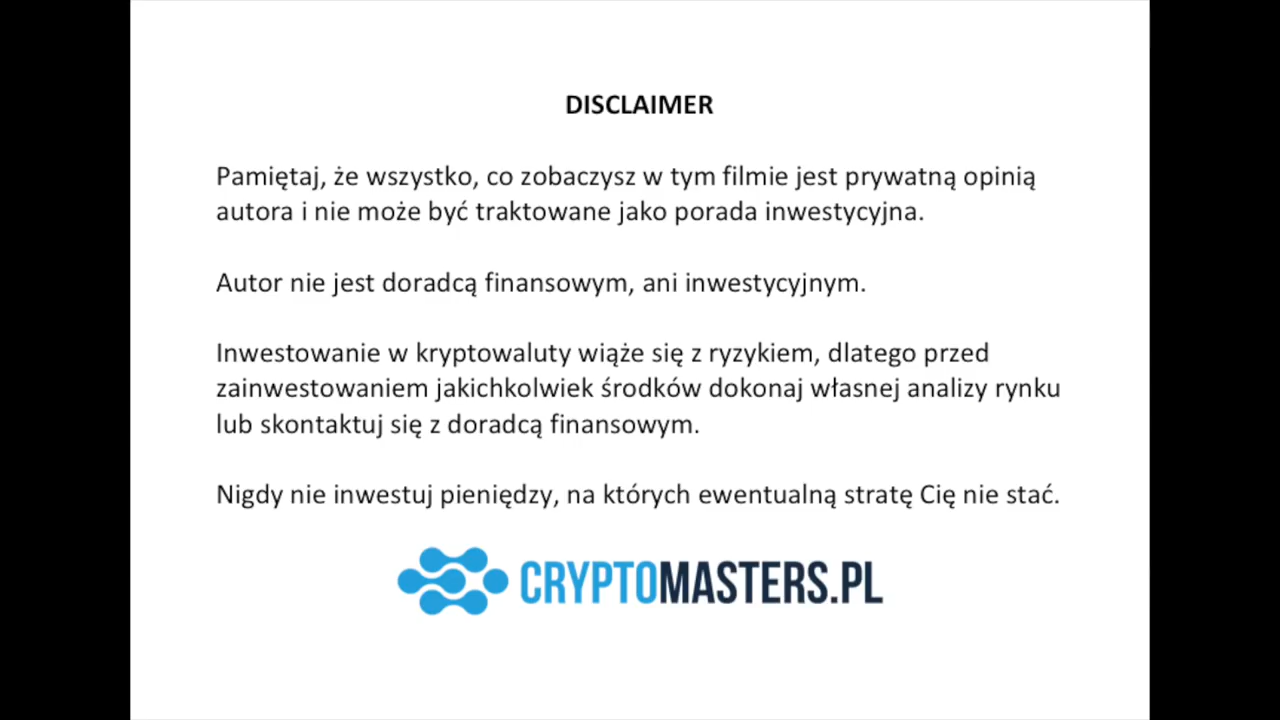 DISCLAIMER
Pamiętaj, że wszystko, co zobaczysz w tym filmie jest prywatną opinią
autora i nie może być traktowane jako porada inwestycyjna.
Autor nie jest doradcą finansowym, ani inwestycyjnym.
Inwestowanie w kryptowaluty wiąże się z ryzykiem, dlatego przed
zainwestowaniem jakichkolwiek środków dokonaj własnej analizy rynku
lub skontaktuj się z doradcą finansowym.
Nigdy nie inwestuj pieniędzy, na których ewentualną stratę Cię nie stać.
CRYPTOMASTERS.PL